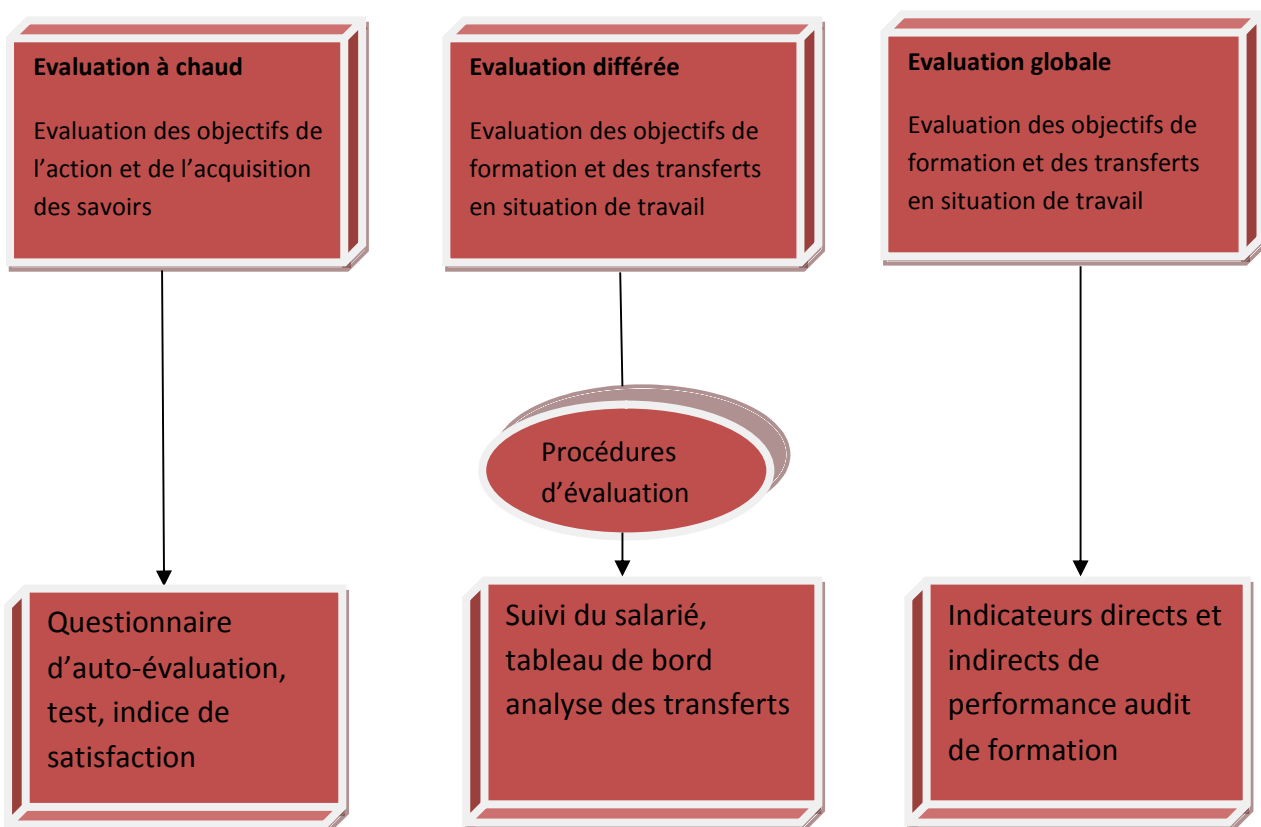 Evaluation à chaud
Evaluation des objectifs de
l’action et de l’acquisition
des savoirs
Evaluation différée
Evaluation des objectifs de
formation et des transferts
en situation de travail
Evaluation globale
Evaluation des objectifs de
formation et des transferts
en situation de travail
Procédures
d’évaluation
Questionnaire
d’auto-évaluation,
test, indice de
satisfaction
Suivi du salarié,
tableau de bord
analyse des transferts
Indicateurs directs et
indirects de
performance audit
de formation